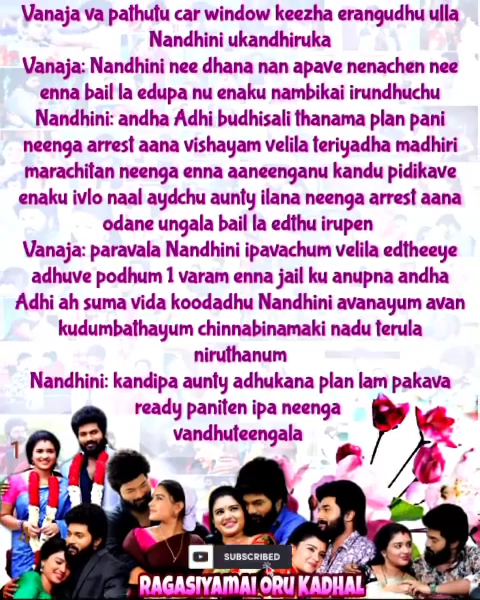 Vanaja va pathutu car window keezha erangudhu ulla
Nandhini ukandhiruka
Vanaja: Nandhini nee dhana nan apave nenachen nee
enna bail la edupa nu enaku nambikai irundhuchu
Nandhini: andha Adhi budhisali thanama plan pani
neenga arrest aana vishayam velila teriyadha madhiri
marachitan neenga enna aaneenganu kandu pidikave
enaku ivlo naal aydchu aunty ilana neenga arrest aana
odane ungala bail la edthu irupen
Vanaja: paravala Nandhini ipavachum velila edtheeye
adhuve podhum 1 varam enna jail ku anupna andha
Adhi ah suma vida koodadhu Nandhini avanayum avan
kudumbathayum chinnabinamaki nadu terula
niruthanum
Nandhini: kandipa aunty adhukana plan lam pakava
ready paniten ipa neenga
vandhuteengala
1
SUBSCRIBED
RAGASIYAMAI ORU KADHAL